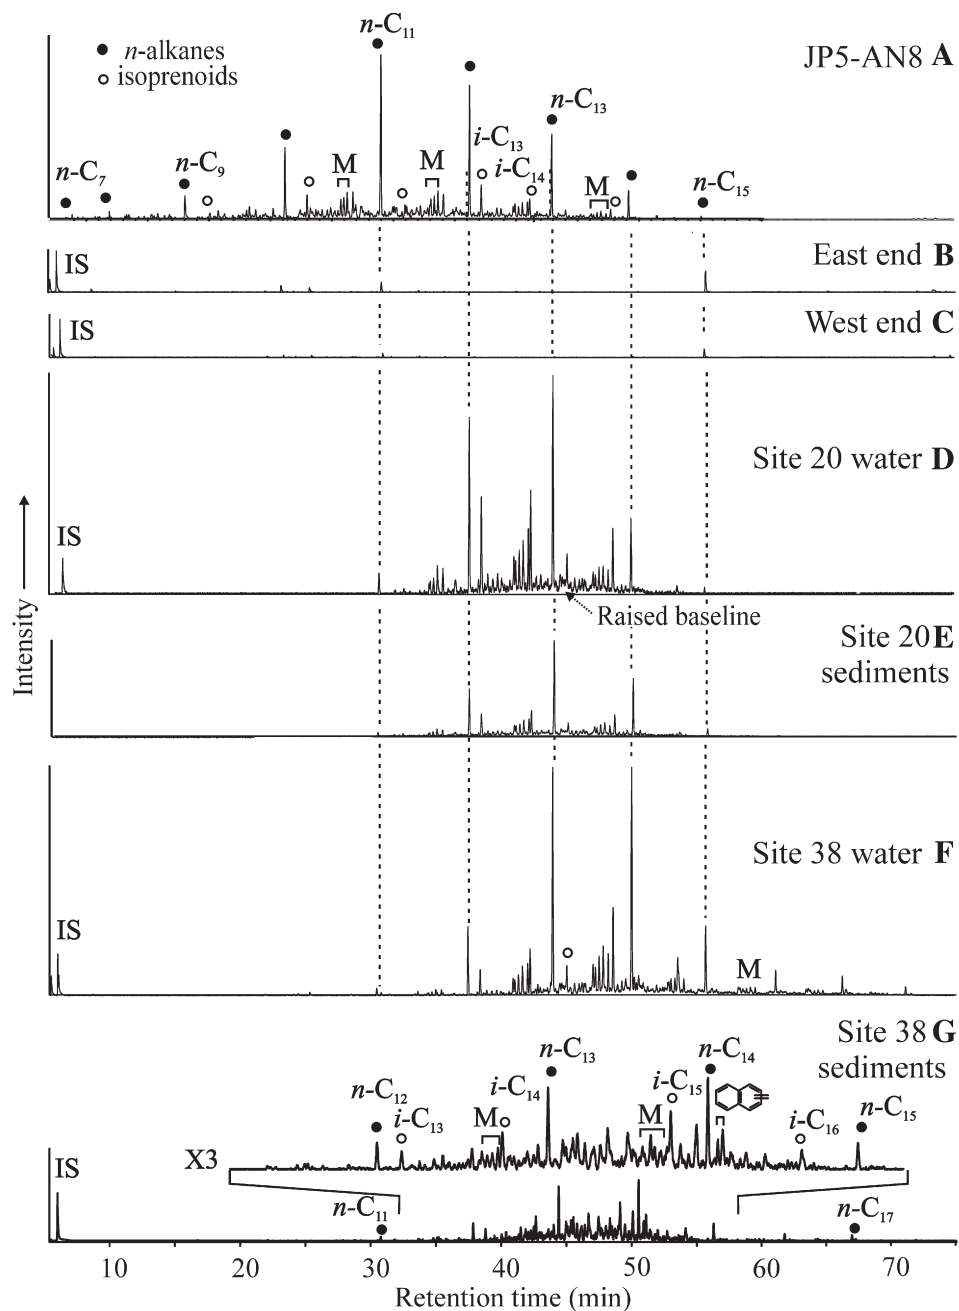 n-C₁₁
n-alkanes
isoprenoids
JP5-AN8 A
n-C₇
n-C₉
M
M
i-C₁₃
i-C₁₄
n-C₁₃
M
n-C₁₅
IS
East end B
IS
West end C
Site 20 water D
IS
Raised baseline
Site 20 E
sediments
Intensity
Site 38 water F
IS
M
Site 38 G
sediments
n-C₁₃
n-C₁₄
n-C₁₂
i-C₁₄
i-C₁₅
n-C₁₅
i-C₁₃
M
M
i-C₁₆
X3
IS
n-C₁₁
n-C₁₇
10 20 30 40 50 60 70
Retention time (min)